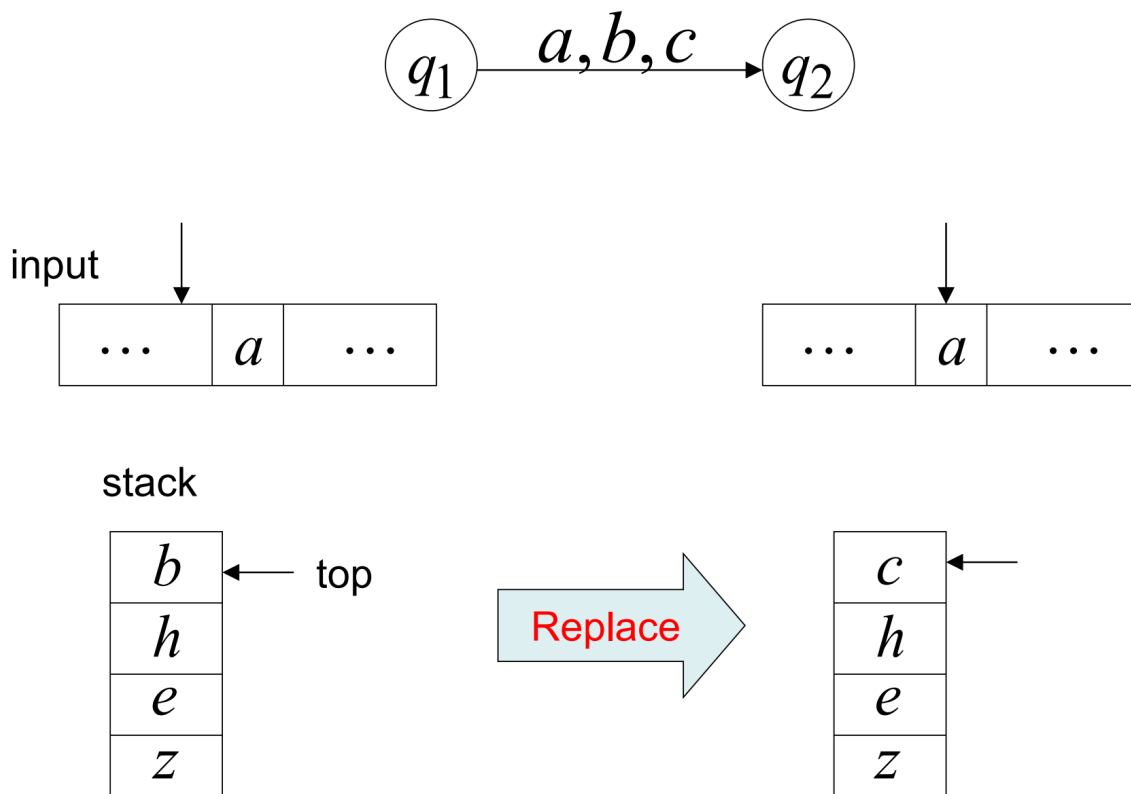 q₁ a,b,c q₂
input
⋯ a ⋯ ⋯ a ⋯
stack
b top c
h Replace h
e e
z z